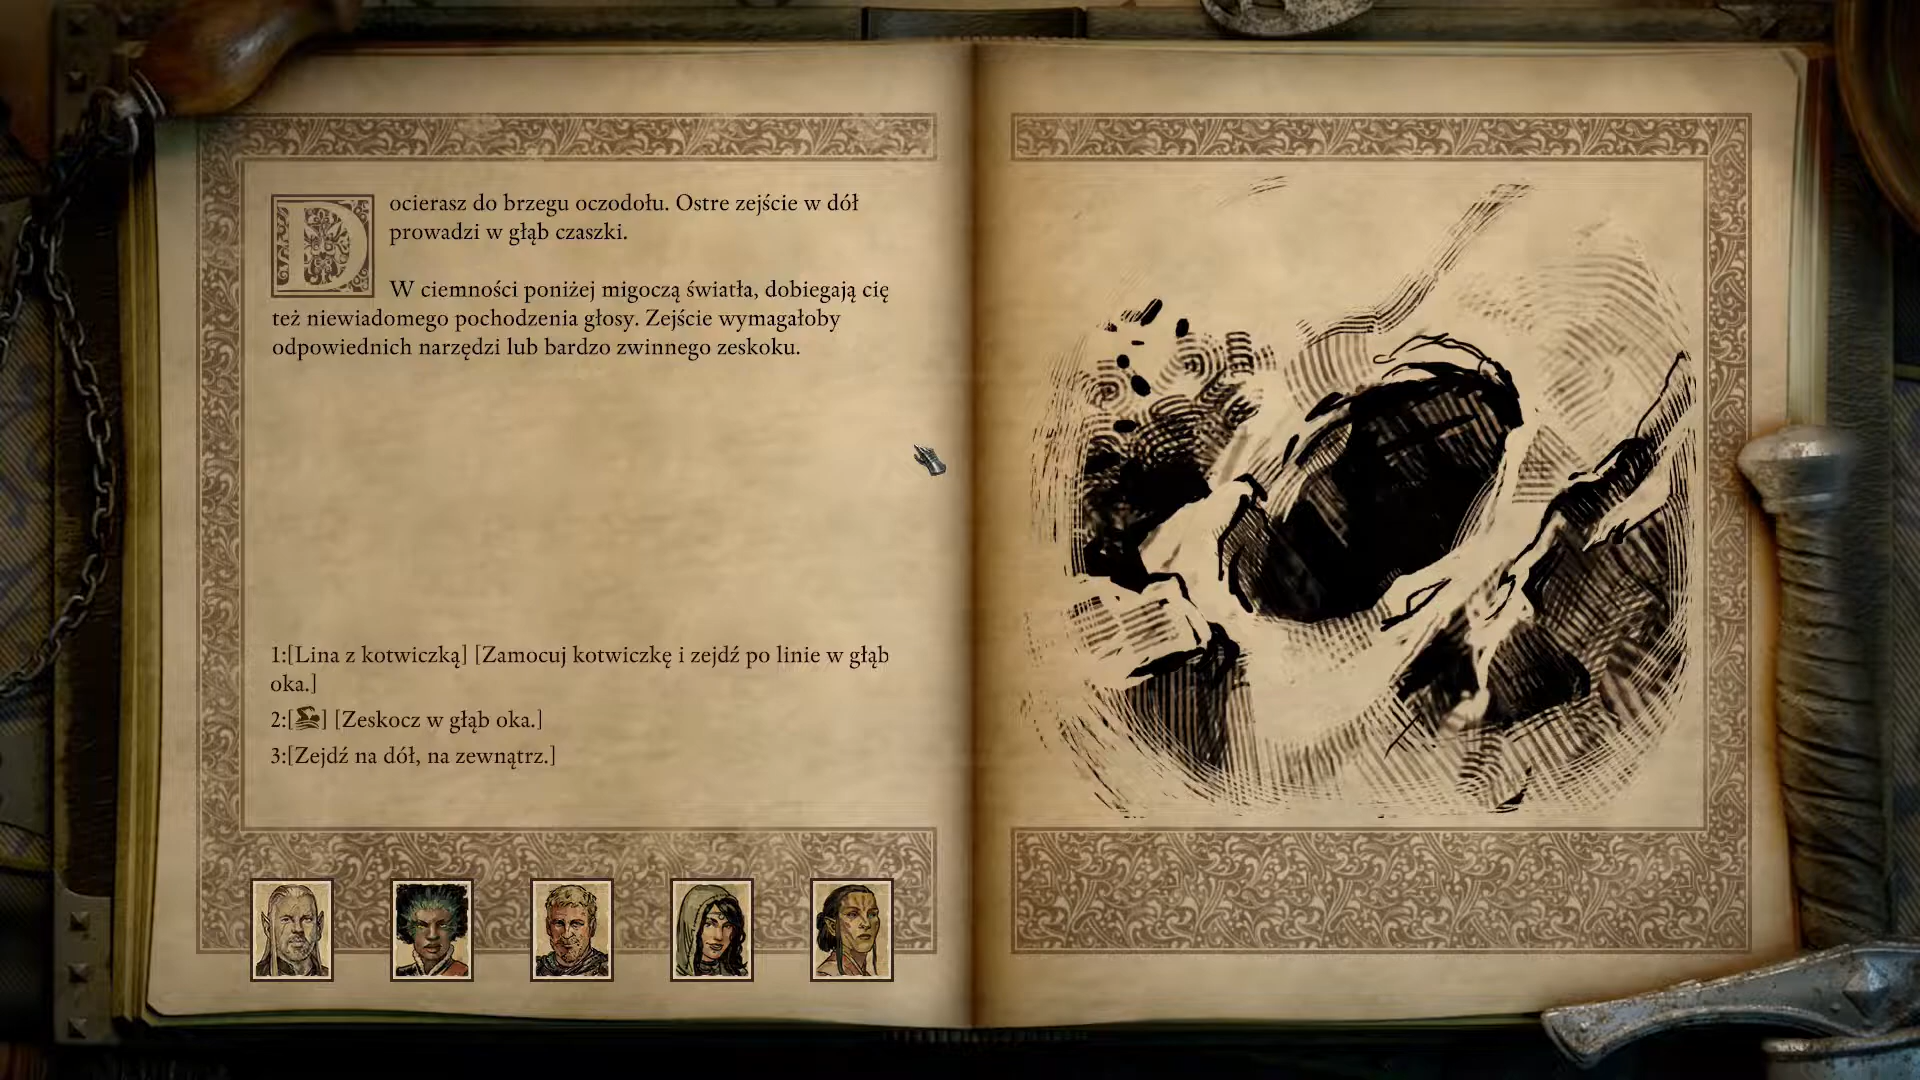 Docierasz do brzegu oczodołu. Ostre zejście w dół
prowadzi w głąb czaszki.
W ciemności poniżej migoczą światła, dobiegają cię
też niewiadomego pochodzenia głosy. Zejście wymagałoby
odpowiednich narzędzi lub bardzo zwinnego zeskoku.
1:[Lina z kotwiczką] [Zamocuj kotwiczkę i zejdź po linie w głąb
oka.]
2:[] [Zeskocz w głąb oka.]
3:[Zejdź na dół, na zewnątrz.]